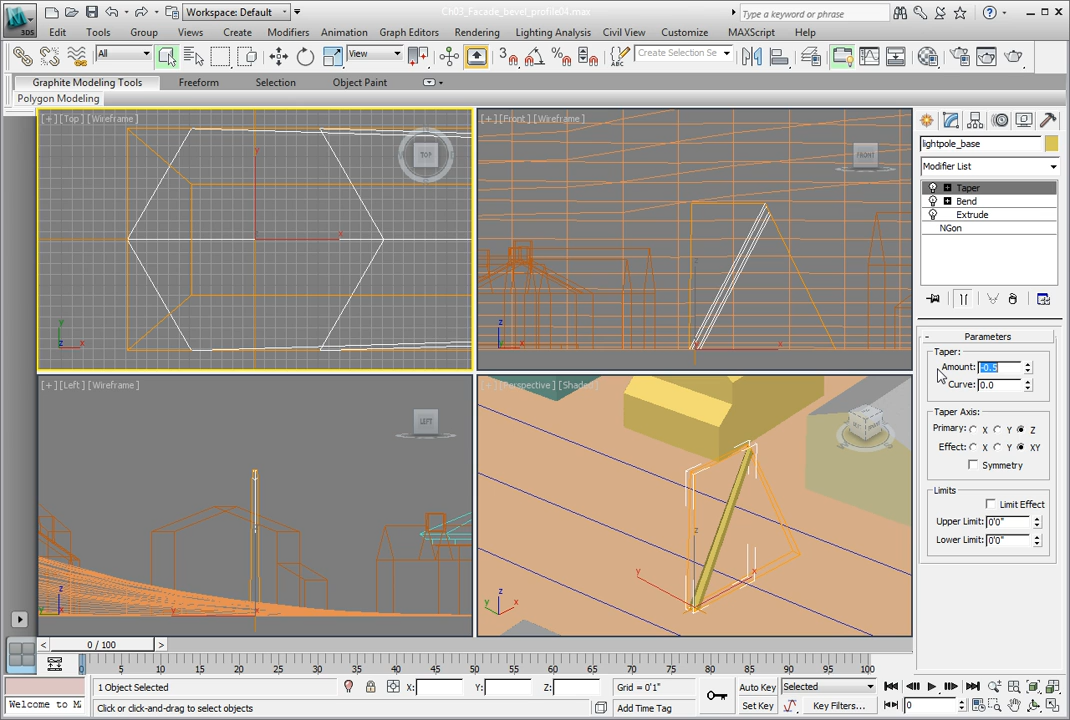 Workspace: Default
Ch03_Facade_bevel_profile04.max
Type a keyword or phrase
3DS
Edit Tools Group Views Create Modifiers Animation Graph Editors Rendering Lighting Analysis Civil View Customize MAXScript Help
All View Create Selection Se
Graphite Modeling Tools Freeform Selection Object Paint
Polygon Modeling
[+][Top][Wireframe]
TOP
[+][Front][Wireframe]
FRONT
lightpole_base
Modifier List
Taper
Bend
Extrude
NGon
Parameters
Taper:
Amount: -0.5
Curve: 0.0
Taper Axis:
Primary: X Y Z
Effect: X Y XY
Symmetry
Limits
Limit Effect
Upper Limit: 0'0"
Lower Limit: 0'0"
[+][Left][Wireframe]
LEFT
[+][Perspective][Shaded]
0 / 100
0 5 10 15 20 25 30 35 40 45 50 55 60 65 70 75 80 85 90 95 100
1 Object Selected X: Y: Z: Grid = 0'1" Auto Key Selected
Welcome to M Click or click-and-drag to select objects Add Time Tag Set Key Key Filters... 0